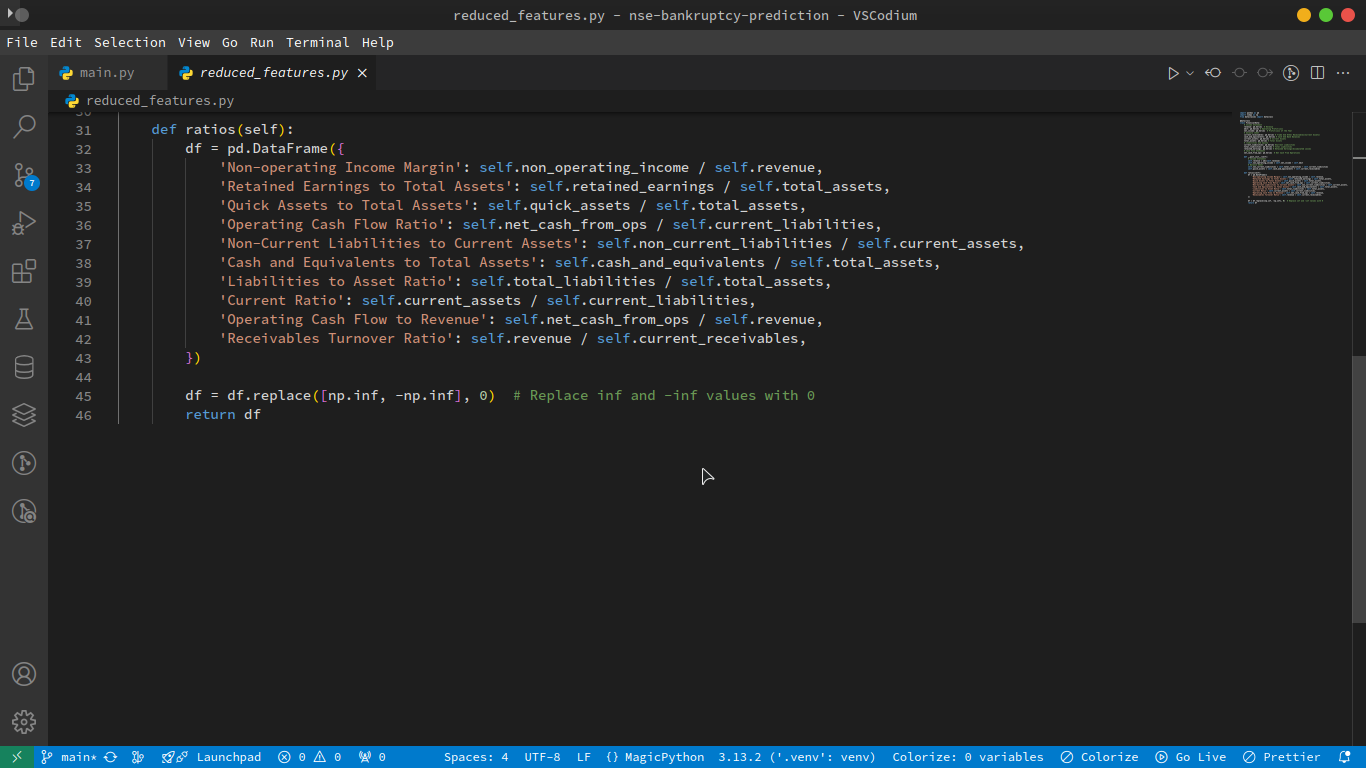 reduced_features.py - nse-bankruptcy-prediction - VSCodium
File Edit Selection View Go Run Terminal Help
main.py reduced_features.py
reduced_features.py
30
31 def ratios(self):
32 df = pd.DataFrame({
33 'Non-operating Income Margin': self.non_operating_income / self.revenue,
34 'Retained Earnings to Total Assets': self.retained_earnings / self.total_assets,
35 'Quick Assets to Total Assets': self.quick_assets / self.total_assets,
36 'Operating Cash Flow Ratio': self.net_cash_from_ops / self.current_liabilities,
37 'Non-Current Liabilities to Current Assets': self.non_current_liabilities / self.current_assets,
38 'Cash and Equivalents to Total Assets': self.cash_and_equivalents / self.total_assets,
39 'Liabilities to Asset Ratio': self.total_liabilities / self.total_assets,
40 'Current Ratio': self.current_assets / self.current_liabilities,
41 'Operating Cash Flow to Revenue': self.net_cash_from_ops / self.revenue,
42 'Receivables Turnover Ratio': self.revenue / self.current_receivables,
43 })
44
45 df = df.replace([np.inf, -np.inf], 0)  # Replace inf and -inf values with 0
46 return df
7
main* Launchpad 0 0 0 Spaces: 4 UTF-8 LF {} MagicPython 3.13.2 ('.venv': venv) Colorize: 0 variables Colorize Go Live Prettier